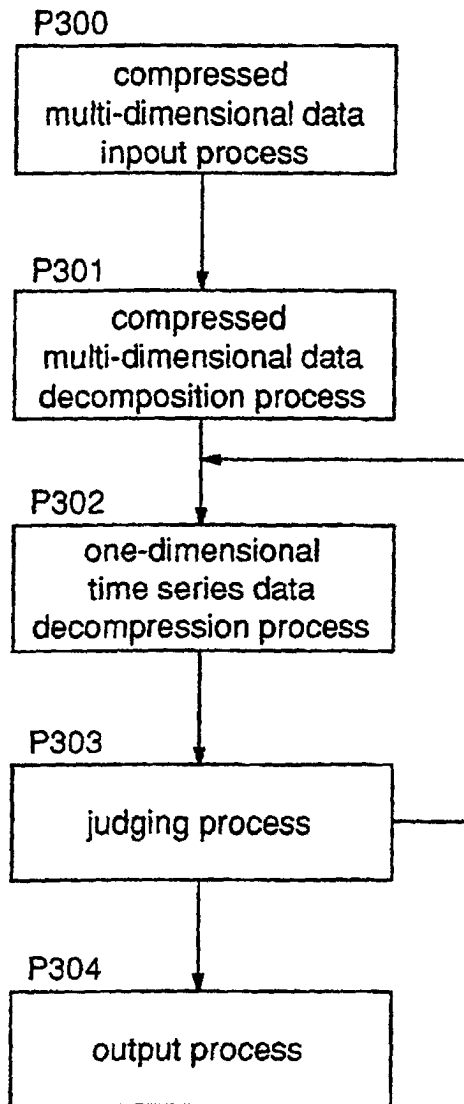 P300
compressed
multi-dimensional data
inpout process
P301
compressed
multi-dimensional data
decomposition process
P302
one-dimensional
time series data
decompression process
P303
judging process
P304
output process